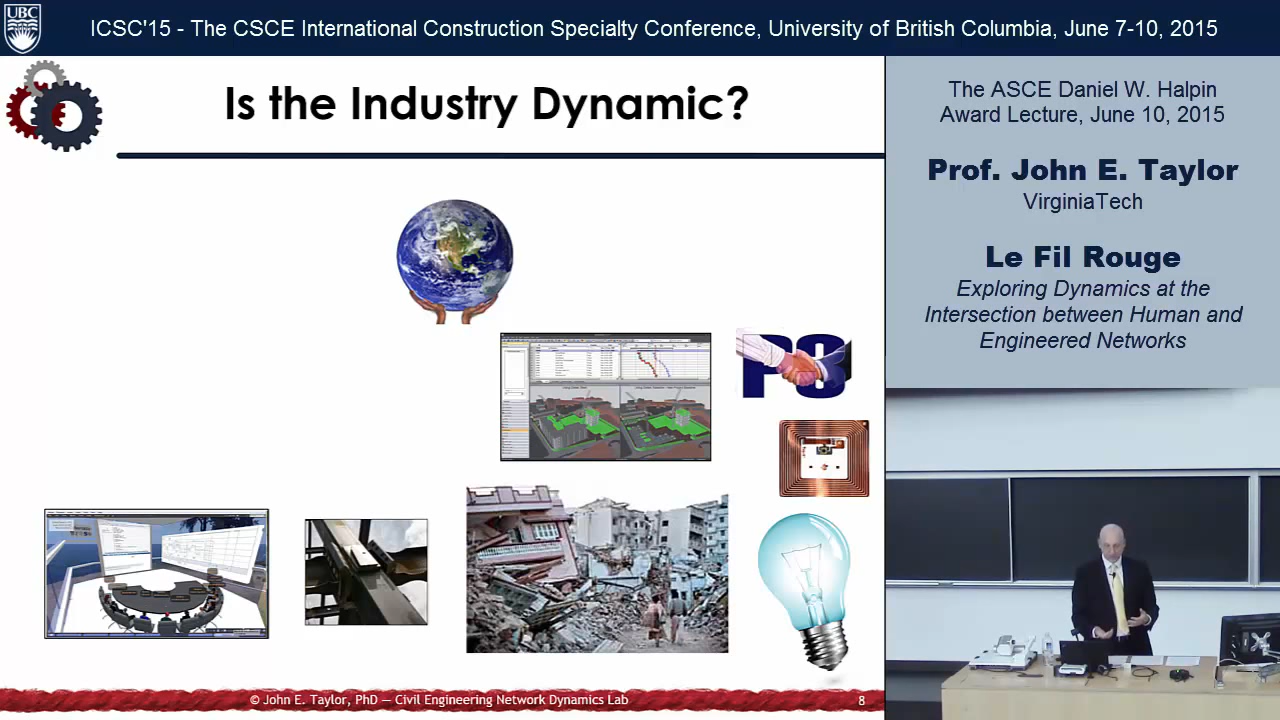 UBC
ICSC'15 - The CSCE International Construction Specialty Conference, University of British Columbia, June 7-10, 2015
Is the Industry Dynamic?
The ASCE Daniel W. Halpin
Award Lecture, June 10, 2015
Prof. John E. Taylor
VirginiaTech
Le Fil Rouge
Exploring Dynamics at the
Intersection between Human and
Engineered Networks
© John E. Taylor, PhD — Civil Engineering Network Dynamics Lab
8